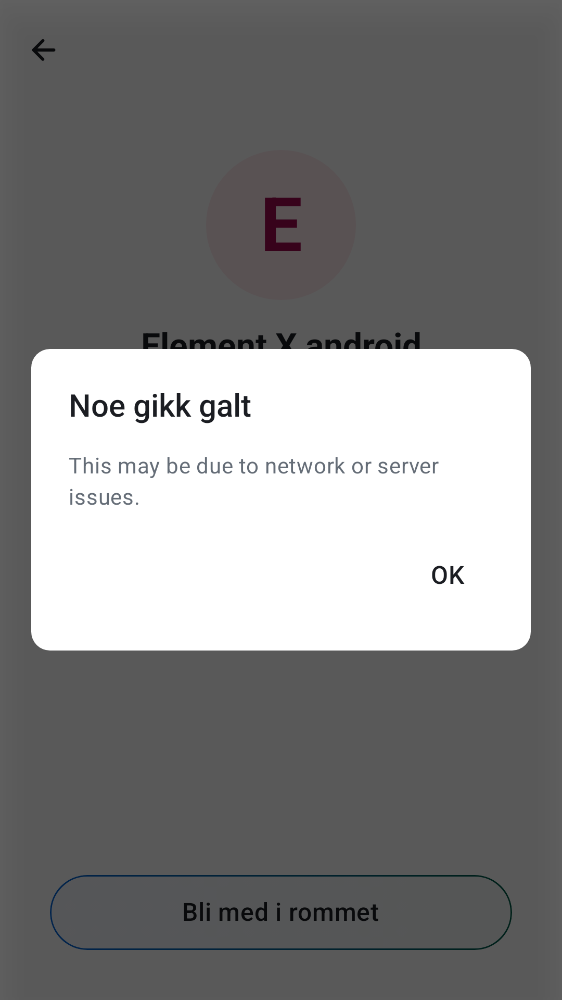 E
Element X android
Noe gikk galt
This may be due to network or server
issues.
OK
Bli med i rommet